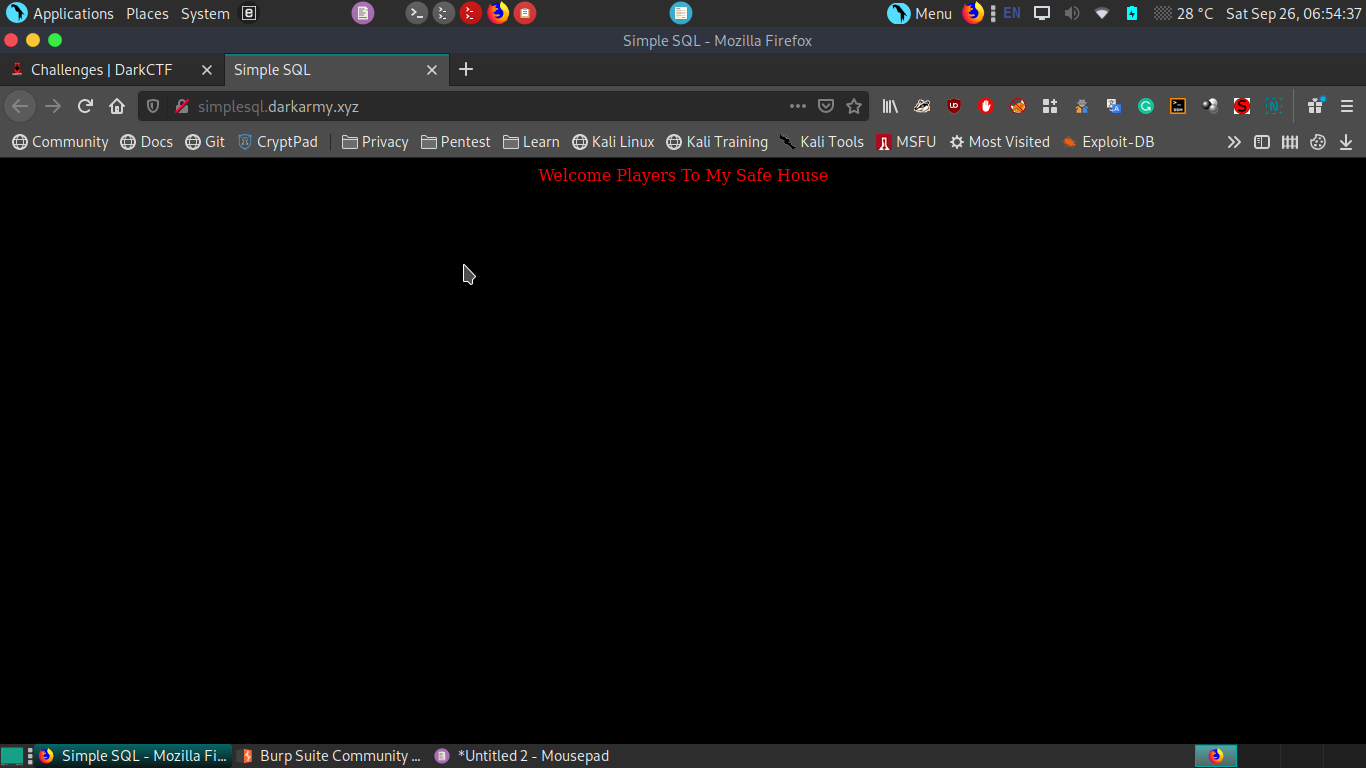 Applications Places System Menu EN 28 °C Sat Sep 26, 06:54:37
Simple SQL - Mozilla Firefox
Challenges | DarkCTF Simple SQL
simplesql.darkarmy.xyz
Community Docs Git CryptPad Privacy Pentest Learn Kali Linux Kali Training Kali Tools MSFU Most Visited Exploit-DB
Welcome Players To My Safe House
Simple SQL - Mozilla Fi... Burp Suite Community ... *Untitled 2 - Mousepad